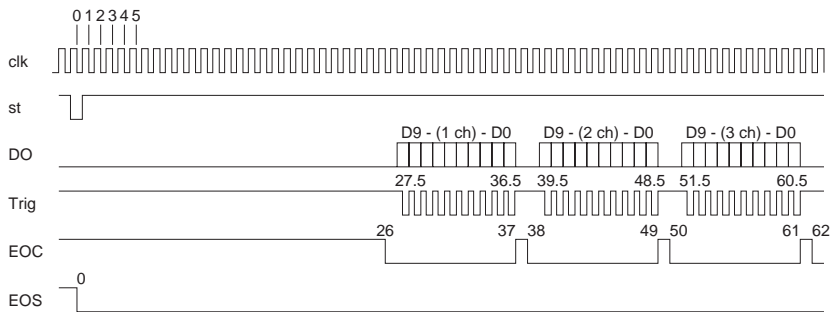 0 1 2 3 4 5
clk
st
D9 - (1 ch) - D0 D9 - (2 ch) - D0 D9 - (3 ch) - D0
DO
27.5 36.5 39.5 48.5 51.5 60.5
Trig
26 37 38 49 50 61 62
EOC
0
EOS